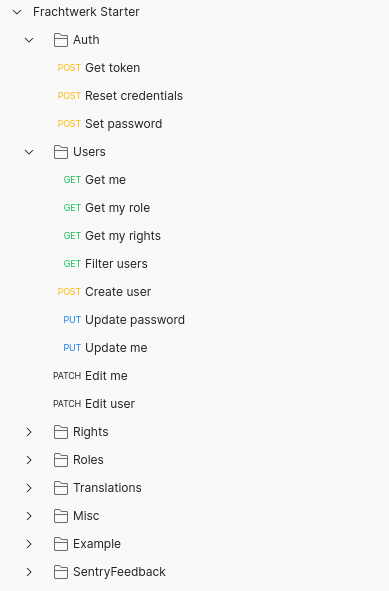 Frachtwerk Starter
Auth
POST Get token
POST Reset credentials
POST Set password
Users
GET Get me
GET Get my role
GET Get my rights
GET Filter users
POST Create user
PUT Update password
PUT Update me
PATCH Edit me
PATCH Edit user
Rights
Roles
Translations
Misc
Example
SentryFeedback